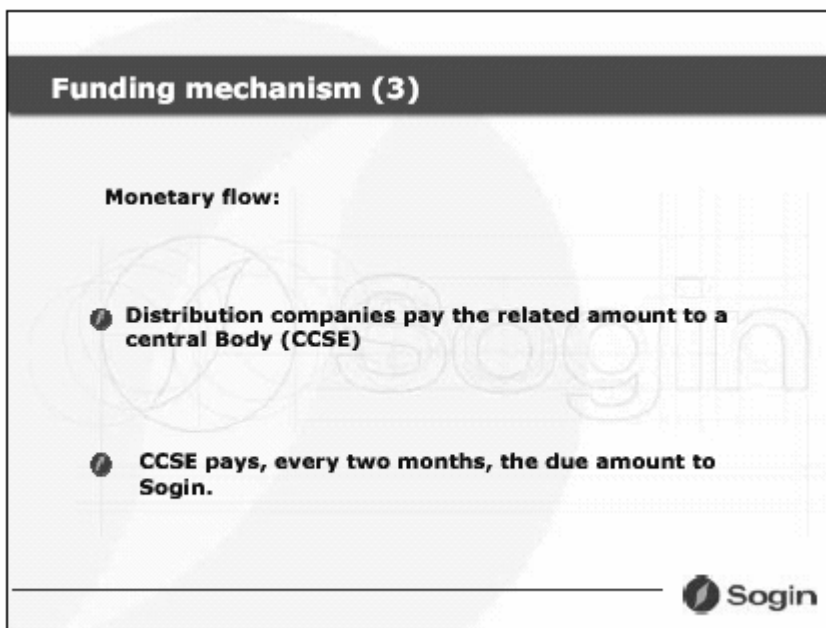 Funding mechanism (3)
Monetary flow:
Distribution companies pay the related amount to a
central Body (CCSE)
Sogin
CCSE pays, every two months, the due amount to
Sogin.
Sogin